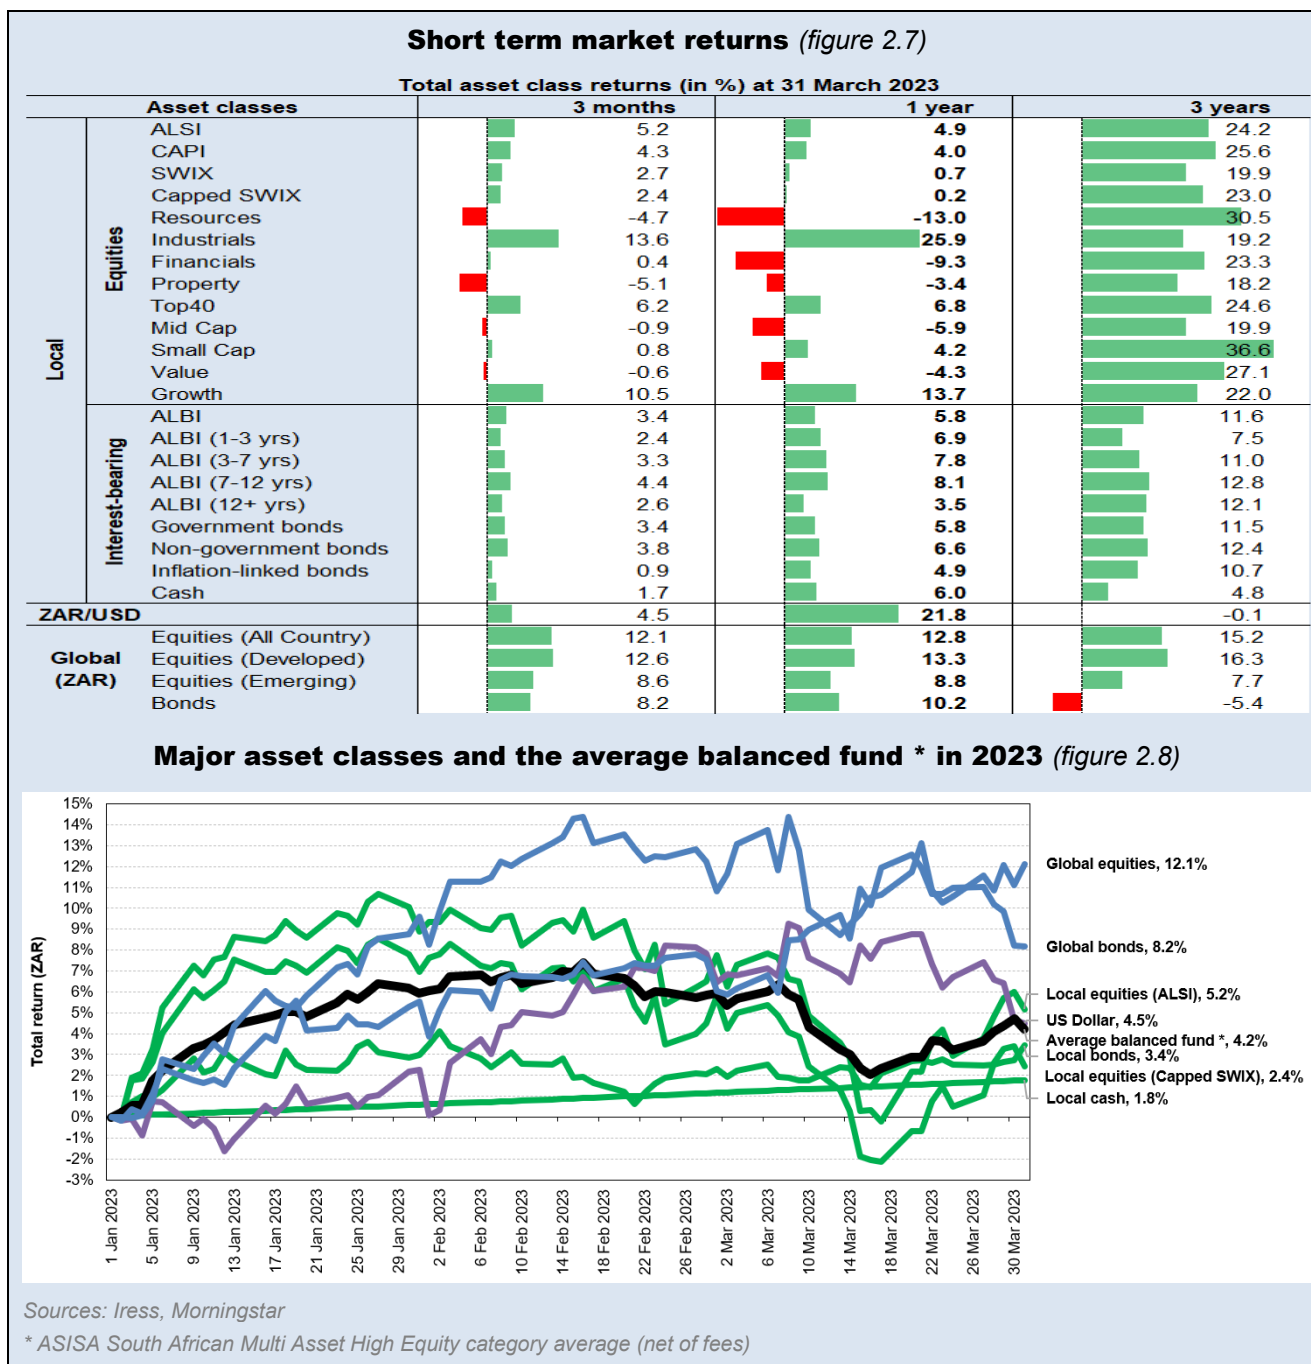 Short term market returns (figure 2.7)
Total asset class returns (in %) at 31 March 2023
Asset classes 3 months 1 year 3 years
Local
Equities
ALSI 5.2 4.9 24.2
CAPI 4.3 4.0 25.6
SWIX 2.7 0.7 19.9
Capped SWIX 2.4 0.2 23.0
Resources -4.7 -13.0 30.5
Industrials 13.6 25.9 19.2
Financials 0.4 -9.3 23.3
Property -5.1 -3.4 18.2
Top40 6.2 6.8 24.6
Mid Cap -0.9 -5.9 19.9
Small Cap 0.8 4.2 36.6
Value -0.6 -4.3 27.1
Growth 10.5 13.7 22.0
Interest-bearing
ALBI 3.4 5.8 11.6
ALBI (1-3 yrs) 2.4 6.9 7.5
ALBI (3-7 yrs) 3.3 7.8 11.0
ALBI (7-12 yrs) 4.4 8.1 12.8
ALBI (12+ yrs) 2.6 3.5 12.1
Government bonds 3.4 5.8 11.5
Non-government bonds 3.8 6.6 12.4
Inflation-linked bonds 0.9 4.9 10.7
Cash 1.7 6.0 4.8
ZAR/USD 4.5 21.8 -0.1
Global
(ZAR)
Equities (All Country) 12.1 12.8 15.2
Equities (Developed) 12.6 13.3 16.3
Equities (Emerging) 8.6 8.8 7.7
Bonds 8.2 10.2 -5.4
Major asset classes and the average balanced fund * in 2023 (figure 2.8)
Total return (ZAR)
15%
14%
13%
12%
11%
10%
9%
8%
7%
6%
5%
4%
3%
2%
1%
0%
-1%
-2%
-3%
Global equities, 12.1%
Global bonds, 8.2%
Local equities (ALSI), 5.2%
US Dollar, 4.5%
Average balanced fund *, 4.2%
Local bonds, 3.4%
Local equities (Capped SWIX), 2.4%
Local cash, 1.8%
1 Jan 2023
5 Jan 2023
9 Jan 2023
13 Jan 2023
17 Jan 2023
21 Jan 2023
25 Jan 2023
29 Jan 2023
2 Feb 2023
6 Feb 2023
10 Feb 2023
14 Feb 2023
18 Feb 2023
22 Feb 2023
26 Feb 2023
2 Mar 2023
6 Mar 2023
10 Mar 2023
14 Mar 2023
18 Mar 2023
22 Mar 2023
26 Mar 2023
30 Mar 2023
Sources: Iress, Morningstar
* ASISA South African Multi Asset High Equity category average (net of fees)